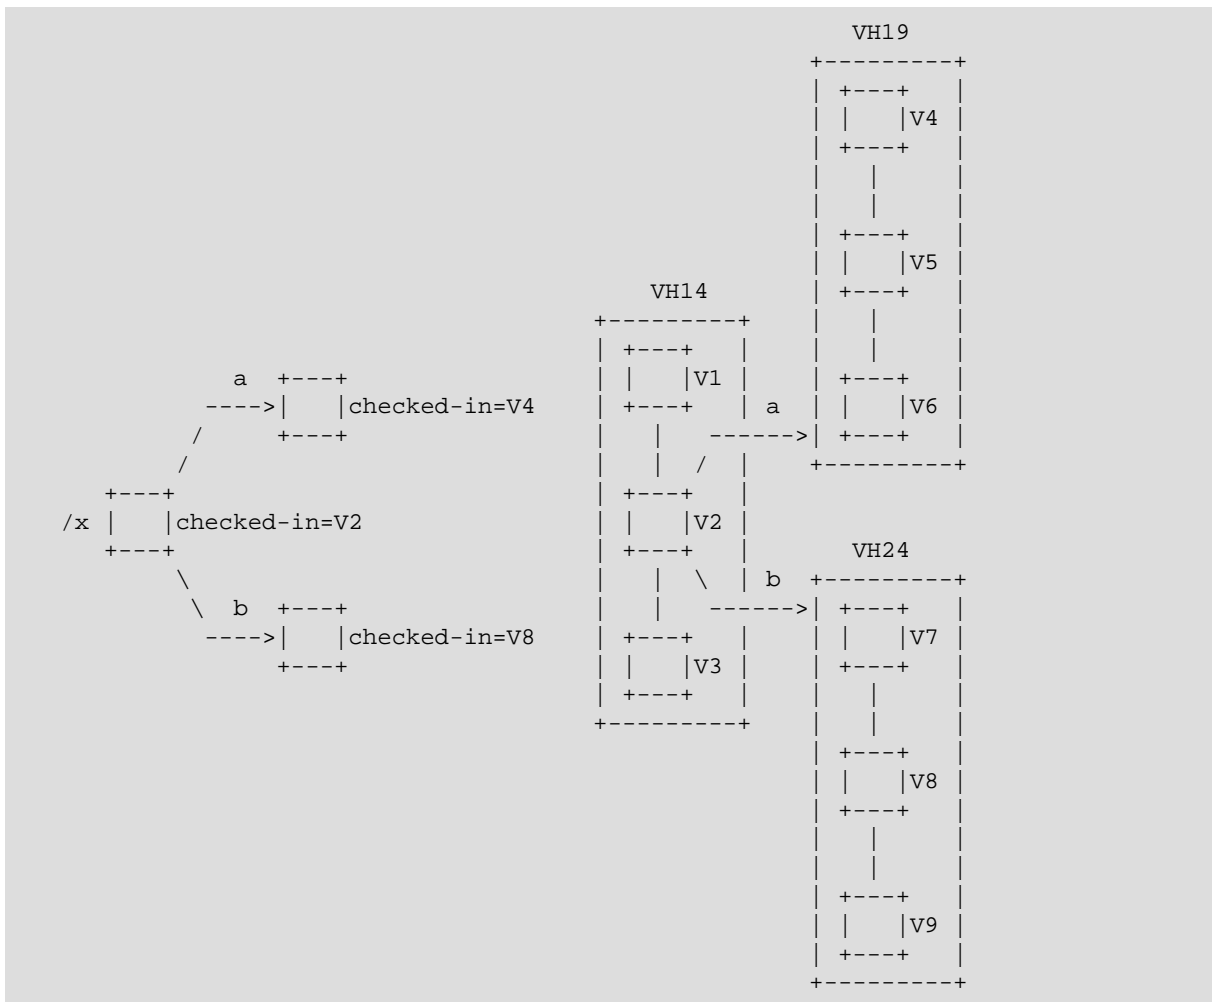 VH19
+---------+
| +---+   |
| |   |V4 |
| +---+   |
|   |     |
|   |     |
| +---+   |
| |   |V5 |
VH14 | +---+   |
+---------+ |   |     |
| +---+   | |   |     |
a +---+ | |   |V1 | | +---+   |
---->|   |checked-in=V4 | +---+   | a | |   |V6 |
/ +---+ |   |   ------>| +---+   |
/ |   |  /  | +---------+
+---+ | +---+   |
/x |   |checked-in=V2 | |   |V2 |
+---+ | +---+   | VH24
\ |   |  \  | b +---------+
\ b +---+ |   |   ------>| +---+   |
---->|   |checked-in=V8 | +---+   | | |   |V7 |
+---+ | |   |V3 | | +---+   |
| +---+   | |   |     |
+---------+ |   |     |
| +---+   |
| |   |V8 |
| +---+   |
|   |     |
|   |     |
| +---+   |
| |   |V9 |
| +---+   |
+---------+